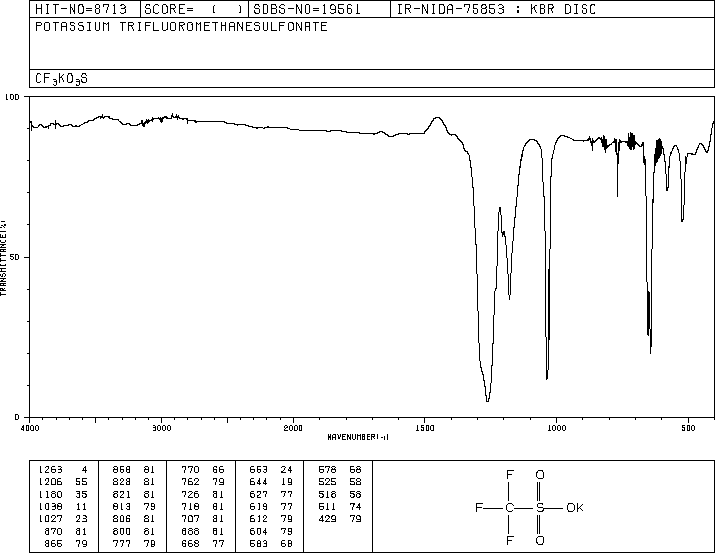 HIT-NO=8713 SCORE= ( ) SDBS-NO=19561 IR-NIDA-75853 : KBR DISC
POTASSIUM TRIFLUOROMETHANESULFONATE
CF3KO3S
100
50
0
TRANSMITTANCE(%)
4000 3000 2000 1500 1000 500
WAVENUMBER(-1)
1263 4 868 81 770 66 653 24 578 68
1206 55 828 81 762 79 644 19 525 58
1180 35 821 81 726 81 627 77 518 58
1038 11 813 79 718 81 619 77 511 74
1027 23 806 81 707 81 612 79 429 79
870 81 800 81 688 81 604 79
865 79 777 79 668 77 583 68
F O
F C S OK
F O